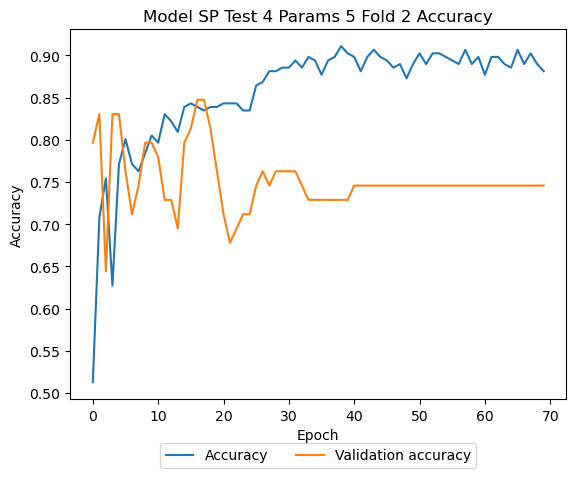 Model SP Test 4 Params 5 Fold 2 Accuracy
0.90
0.85
0.80
0.75
0.70
0.65
0.60
0.55
0.50
Accuracy
0 10 20 30 40 50 60 70
Epoch
Accuracy Validation accuracy